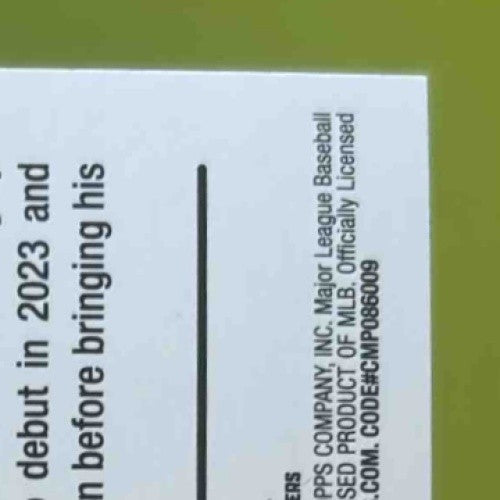 debut in 2023 and
n before bringing his
ERS
PPS COMPANY, INC. Major League Baseball
SED PRODUCT OF MLB. Officially Licensed
COM. CODE#CMP086009